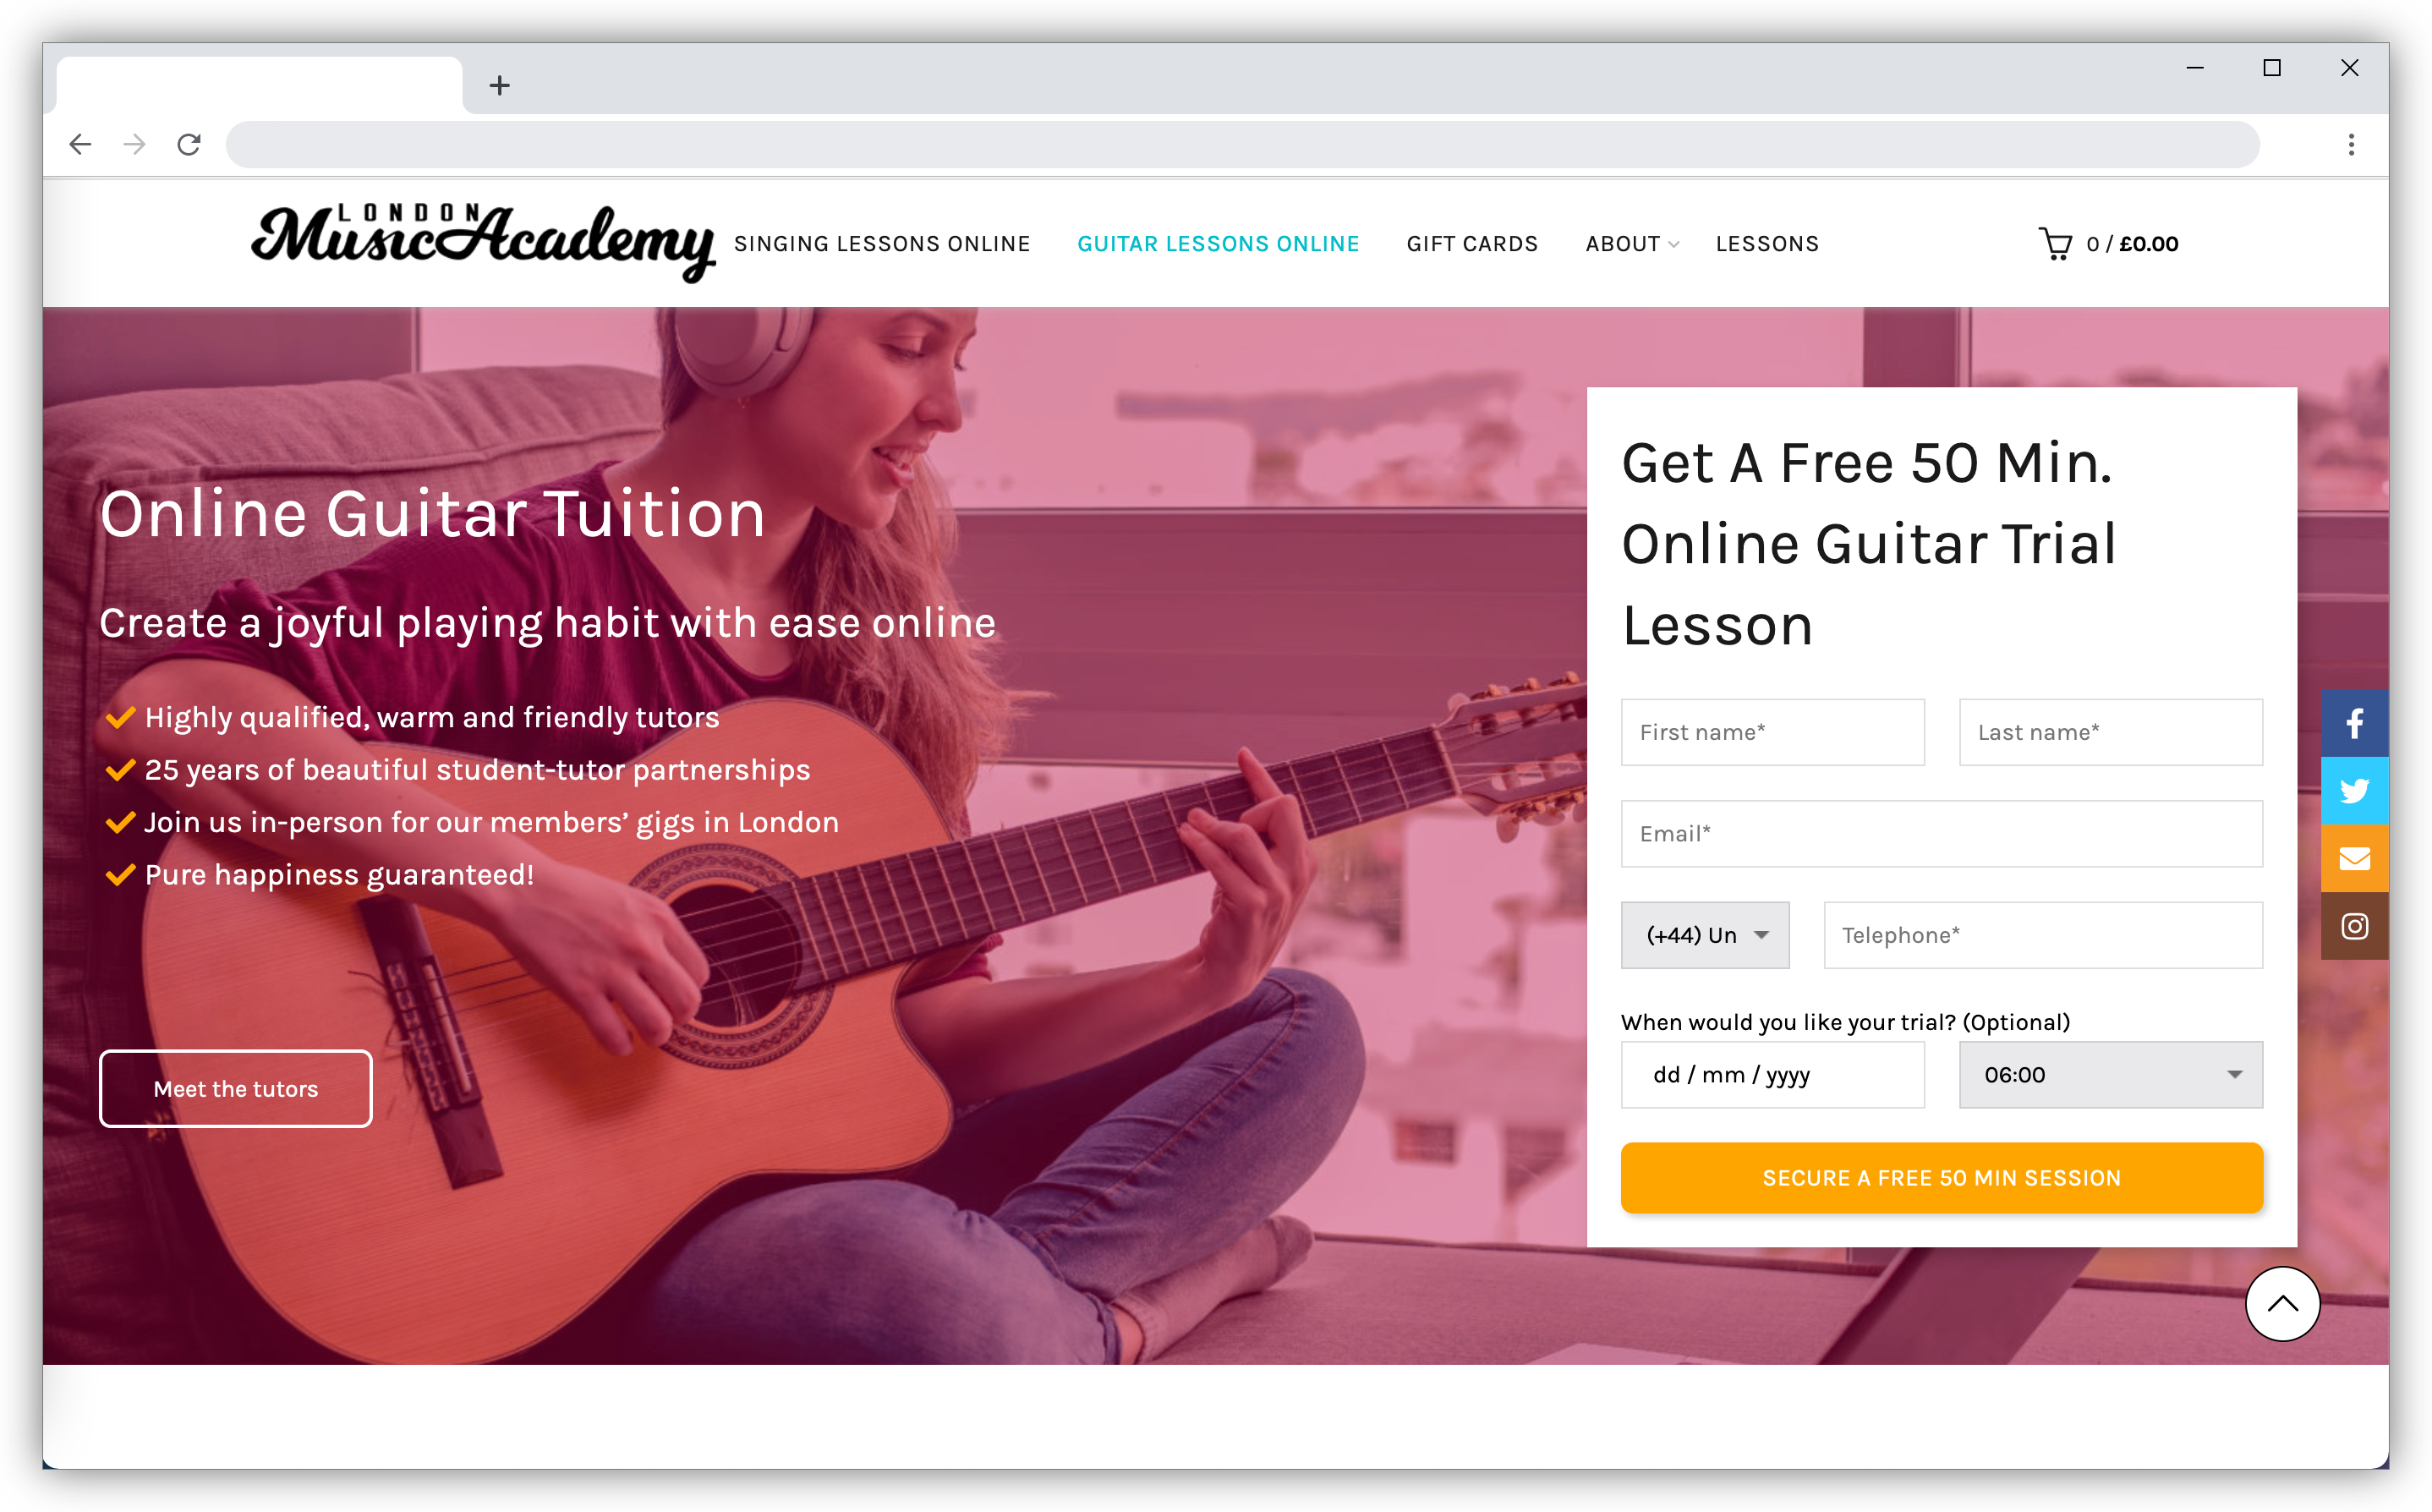 LONDON
MusicAcademy
SINGING LESSONS ONLINE
GUITAR LESSONS ONLINE
GIFT CARDS
ABOUT
LESSONS
0 / £0.00
Online Guitar Tuition
Create a joyful playing habit with ease online
Highly qualified, warm and friendly tutors
25 years of beautiful student-tutor partnerships
Join us in-person for our members’ gigs in London
Pure happiness guaranteed!
Meet the tutors
Get A Free 50 Min.
Online Guitar Trial
Lesson
First name*
Last name*
Email*
(+44) Un
Telephone*
When would you like your trial? (Optional)
dd / mm / yyyy
06:00
SECURE A FREE 50 MIN SESSION